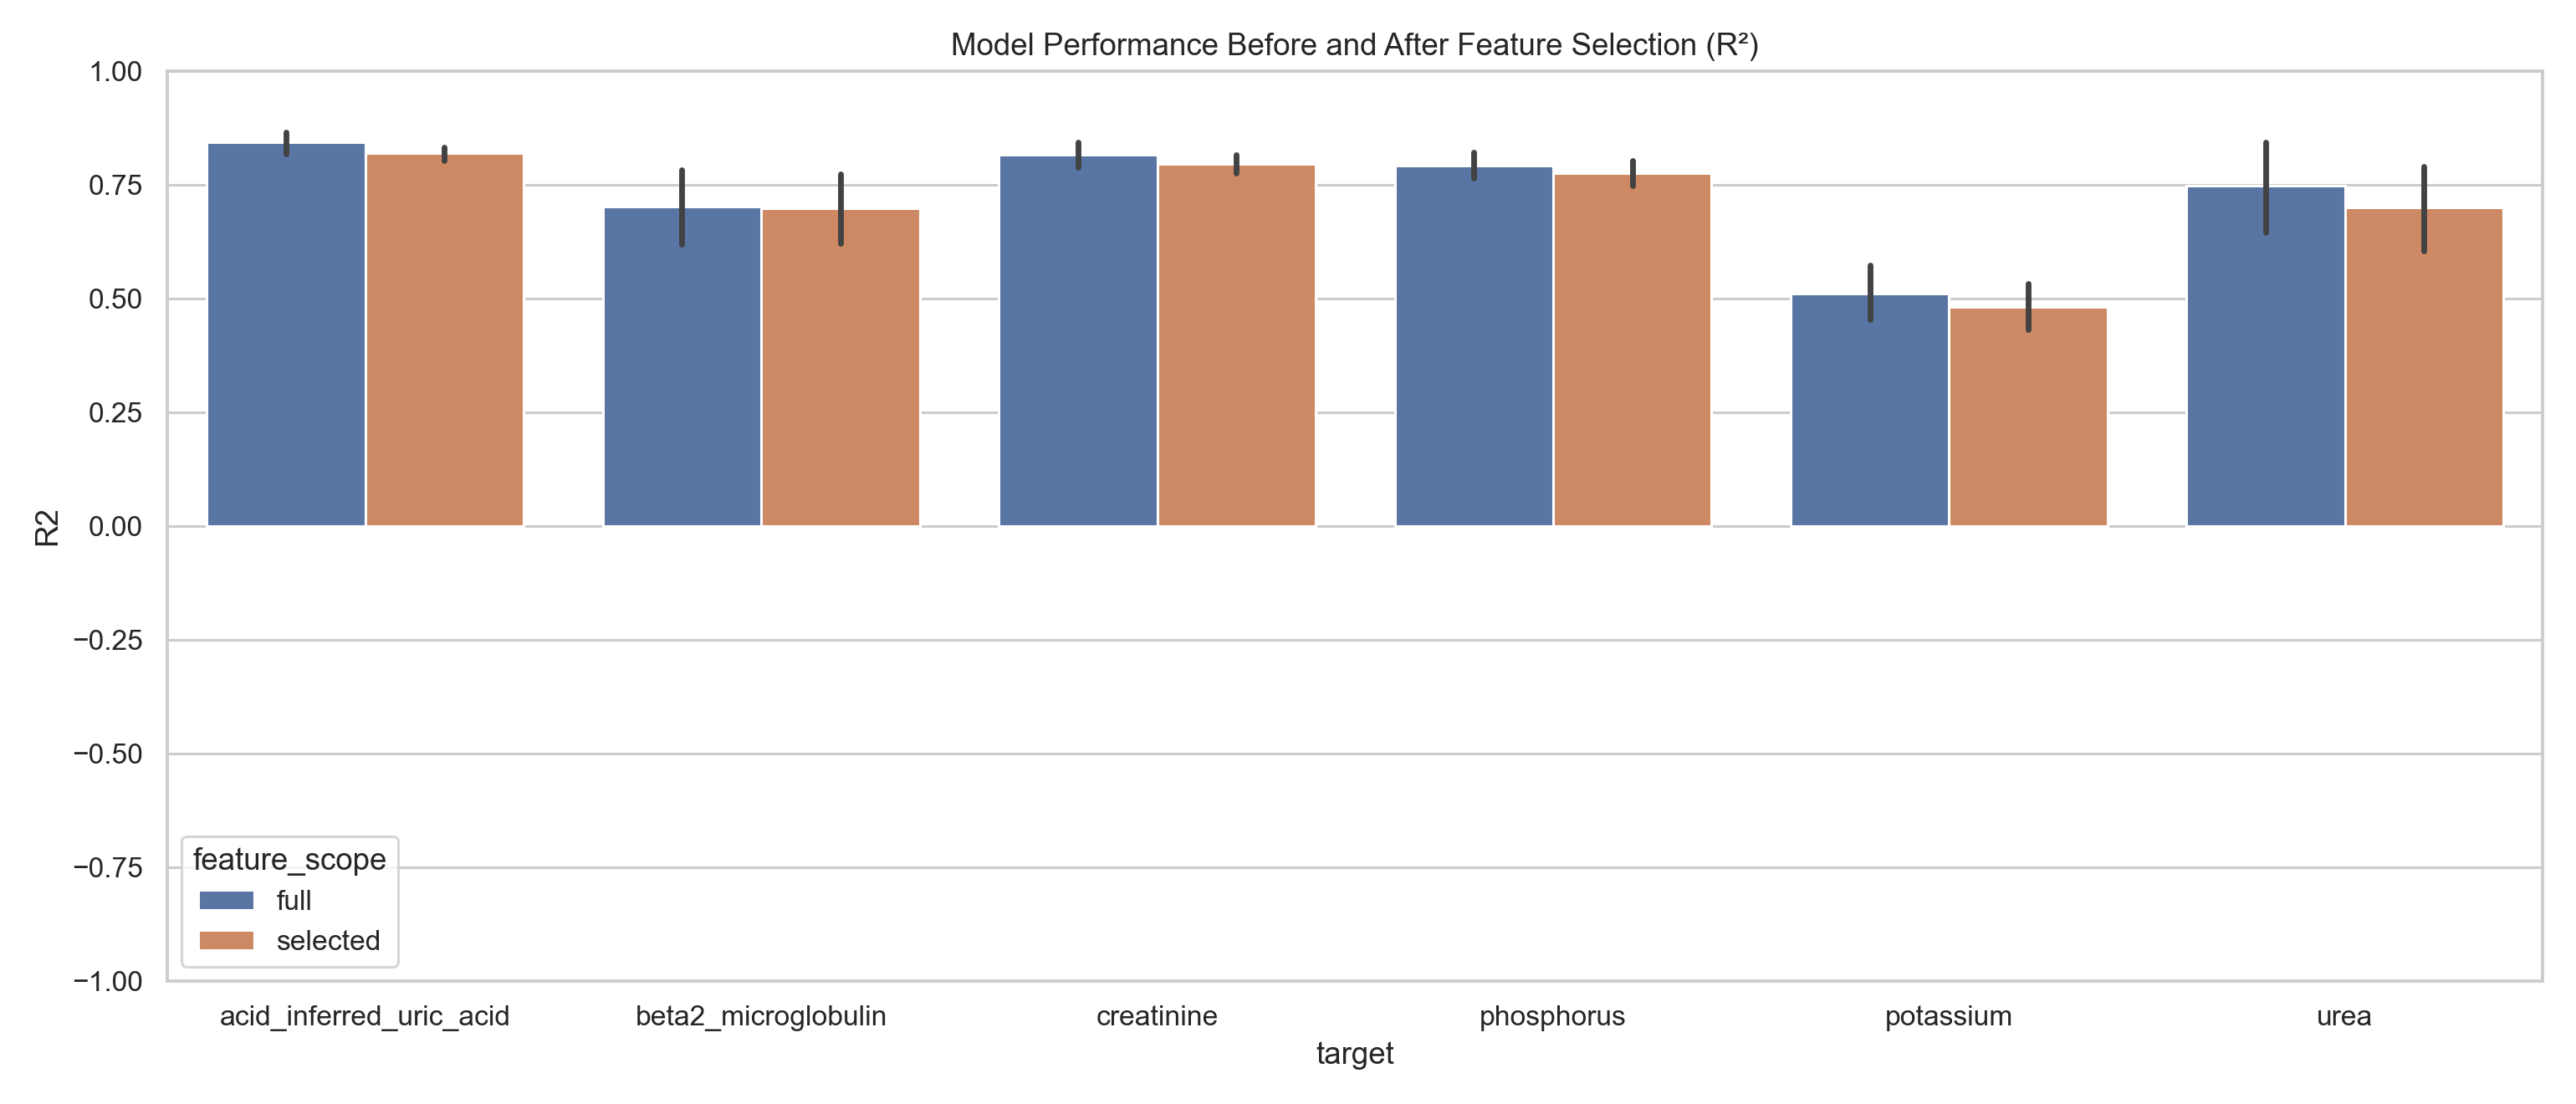 Model Performance Before and After Feature Selection (R²)
1.00
0.75
0.50
0.25
0.00
−0.25
−0.50
−0.75
−1.00
R2
feature_scope
full
selected
acid_inferred_uric_acid
beta2_microglobulin
creatinine
phosphorus
potassium
urea
target